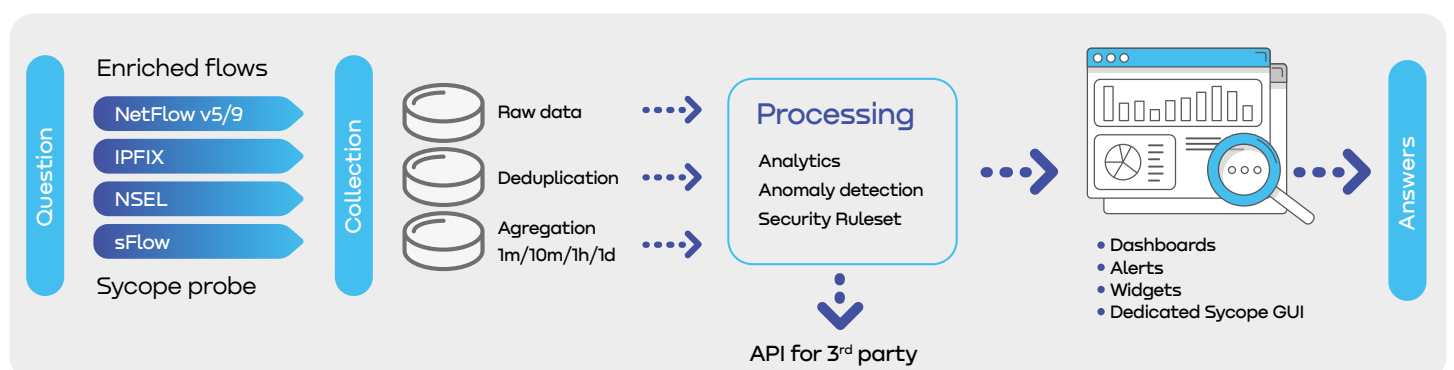 Question
Enriched flows
NetFlow v5/9
IPFIX
NSEL
sFlow
Sycope probe
Collection
Raw data
Deduplication
Agregation
1m/10m/1h/1d
Processing
Analytics
Anomaly detection
Security Ruleset
API for 3rd party
• Dashboards
• Alerts
• Widgets
• Dedicated Sycope GUI
Answers